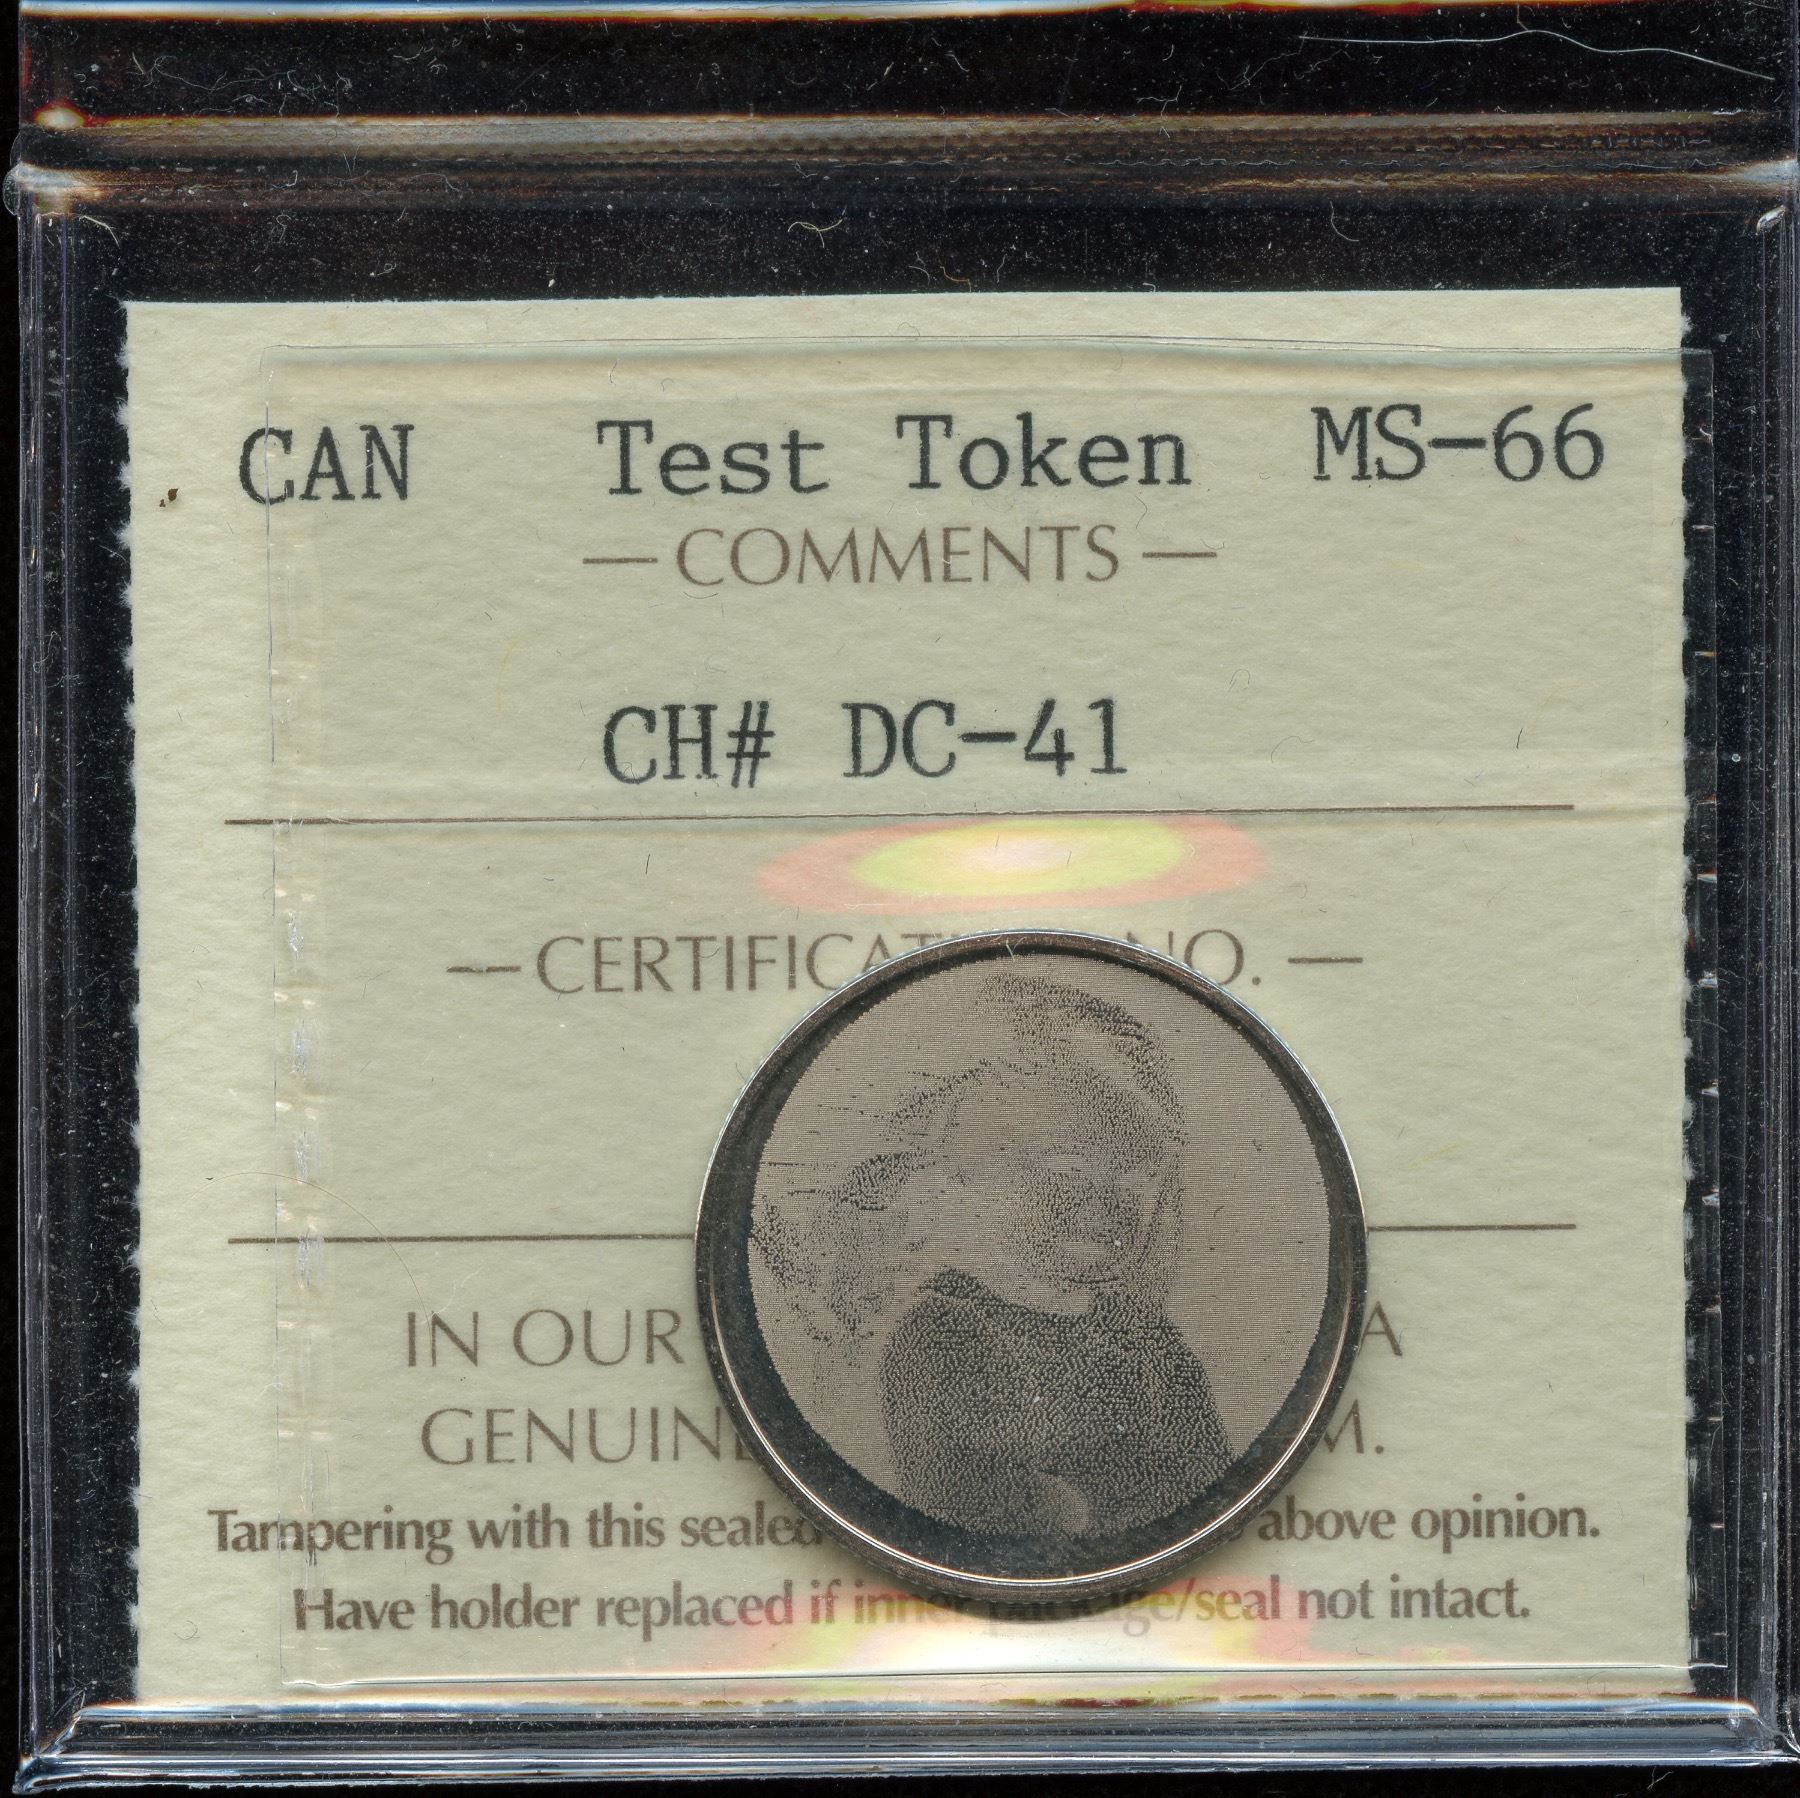 CAN Test Token MS-66
— COMMENTS —
CH# DC-41
— NO. —
IN OUR A
GENUINE
Tampering with this sealed above opinion.
Have holder replaced if inner package/seal not intact.